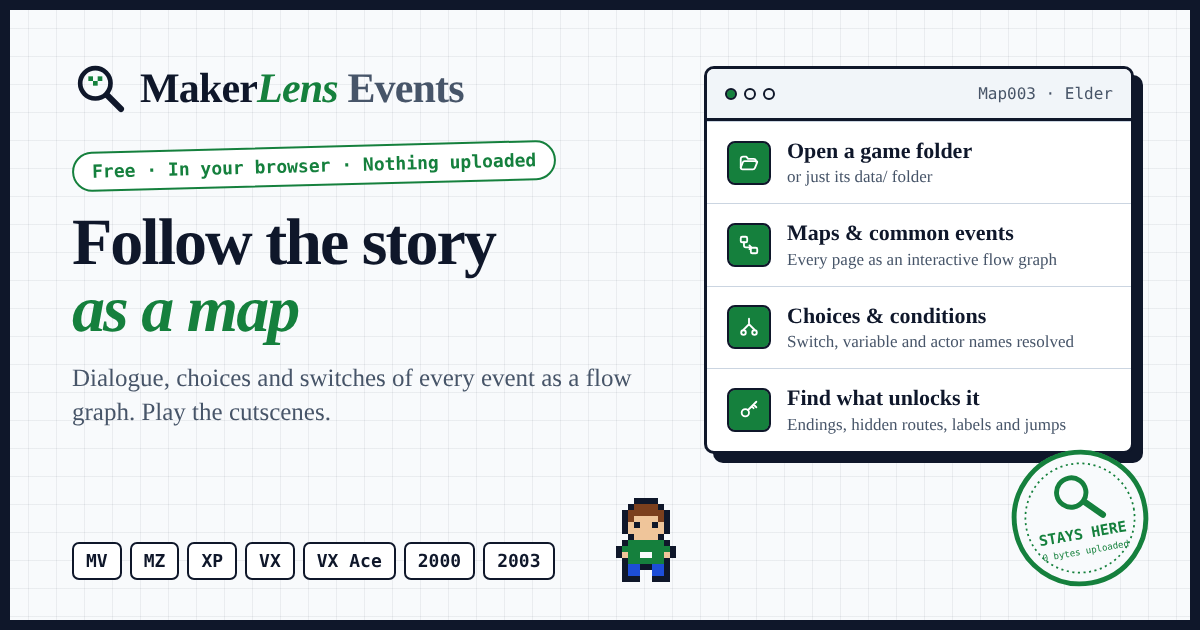 MakerLens Events
Free · In your browser · Nothing uploaded
Follow the story
as a map
Dialogue, choices and switches of every event as a flow
graph. Play the cutscenes.
MV MZ XP VX VX Ace 2000 2003
Map003 · Elder
Open a game folder
or just its data/ folder
Maps & common events
Every page as an interactive flow graph
Choices & conditions
Switch, variable and actor names resolved
Find what unlocks it
Endings, hidden routes, labels and jumps
STAYS HERE
0 bytes uploaded